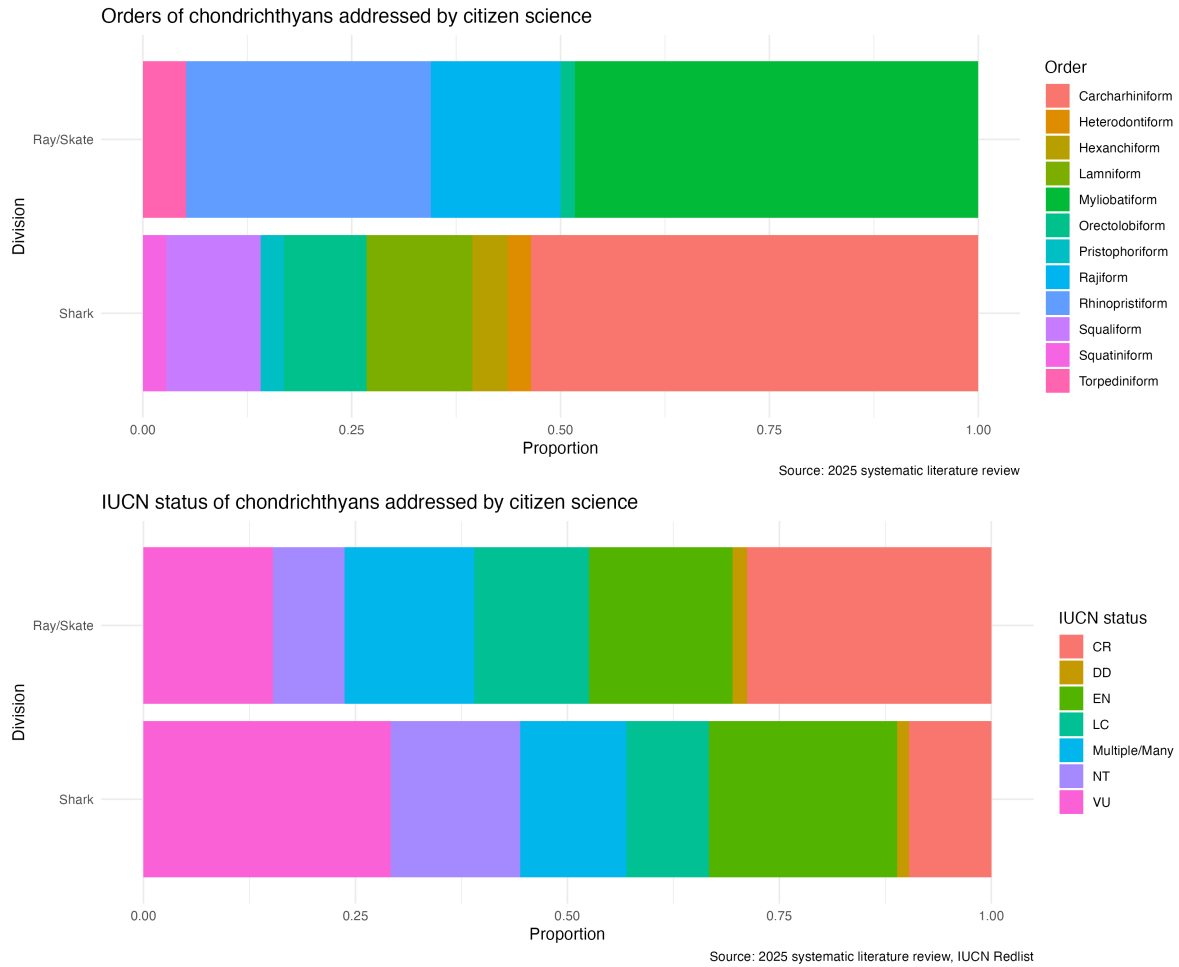 Orders of chondrichthyans addressed by citizen science
Order
Carcharhiniform
Heterodontiform
Hexanchiform
Lamniform
Myliobatiform
Orectolobiform
Pristophoriform
Rajiform
Rhinopristiform
Squaliform
Squatiniform
Torpediniform
Division
Ray/Skate
Shark
0.00 0.25 0.50 0.75 1.00
Proportion
Source: 2025 systematic literature review
IUCN status of chondrichthyans addressed by citizen science
IUCN status
CR
DD
EN
LC
Multiple/Many
NT
VU
Division
Ray/Skate
Shark
0.00 0.25 0.50 0.75 1.00
Proportion
Source: 2025 systematic literature review, IUCN Redlist